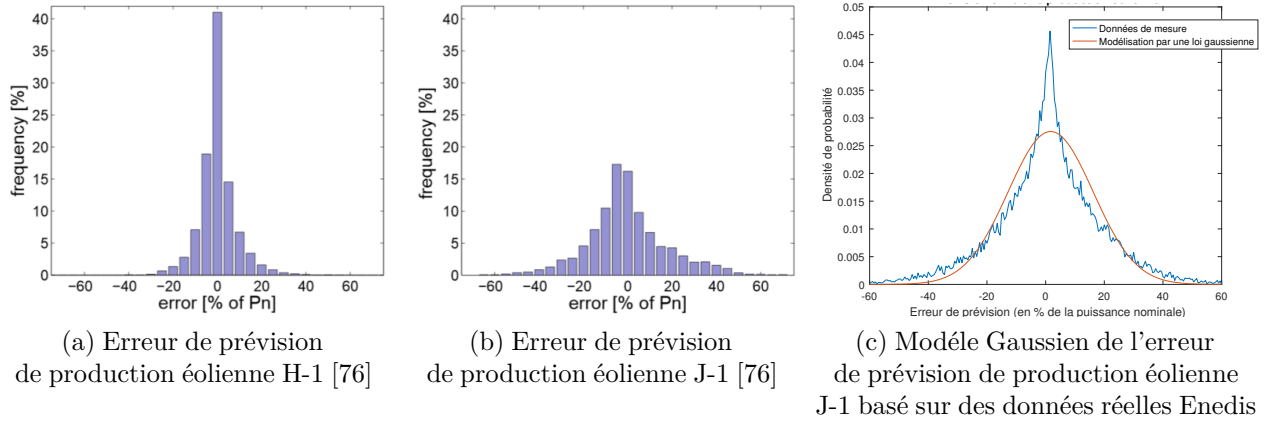 40
35
30
25
20
15
10
5
0
frequency [%]
−60 −40 −20 0 20 40 60
error [% of Pn]
(a) Erreur de prévision
de production éolienne H-1 [76]
40
35
30
25
20
15
10
5
0
frequency [%]
−60 −40 −20 0 20 40 60
error [% of Pn]
(b) Erreur de prévision
de production éolienne J-1 [76]
0.05
0.045
0.04
0.035
0.03
0.025
0.02
0.015
0.01
0.005
0
Densité de probabilité
Données de mesure
Modélisation par une loi gaussienne
-60 -40 -20 0 20 40 60
Erreur de prévision (en % de la puissance nominale)
(c) Modéle Gaussien de l'erreur
de prévision de production éolienne
J-1 basé sur des données réelles Enedis